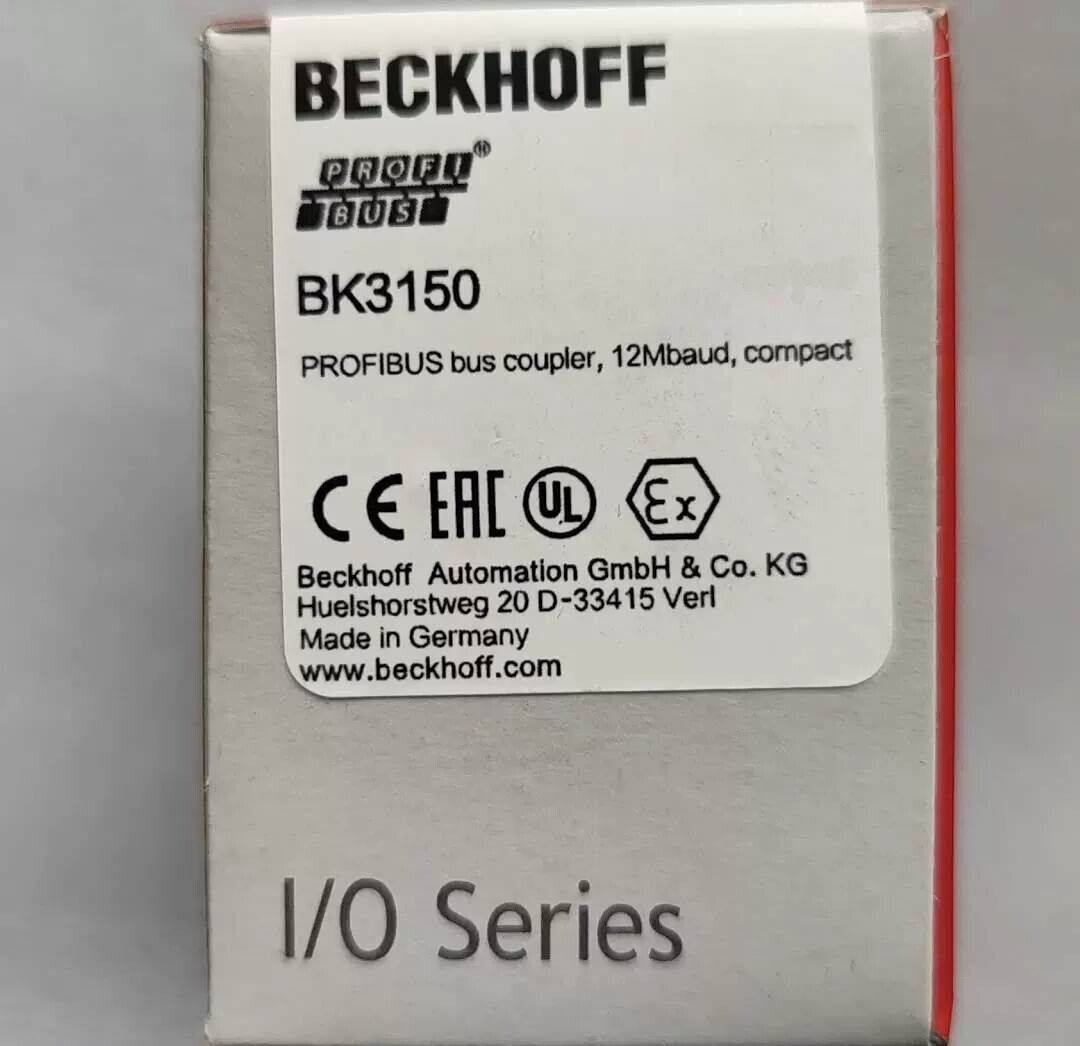 BECKHOFF
PROFI®
BUS
BK3150
PROFIBUS bus coupler, 12Mbaud, compact
CE EAC UL Ex
Beckhoff Automation GmbH & Co. KG
Huelshorstweg 20 D-33415 Verl
Made in Germany
www.beckhoff.com
I/O Series